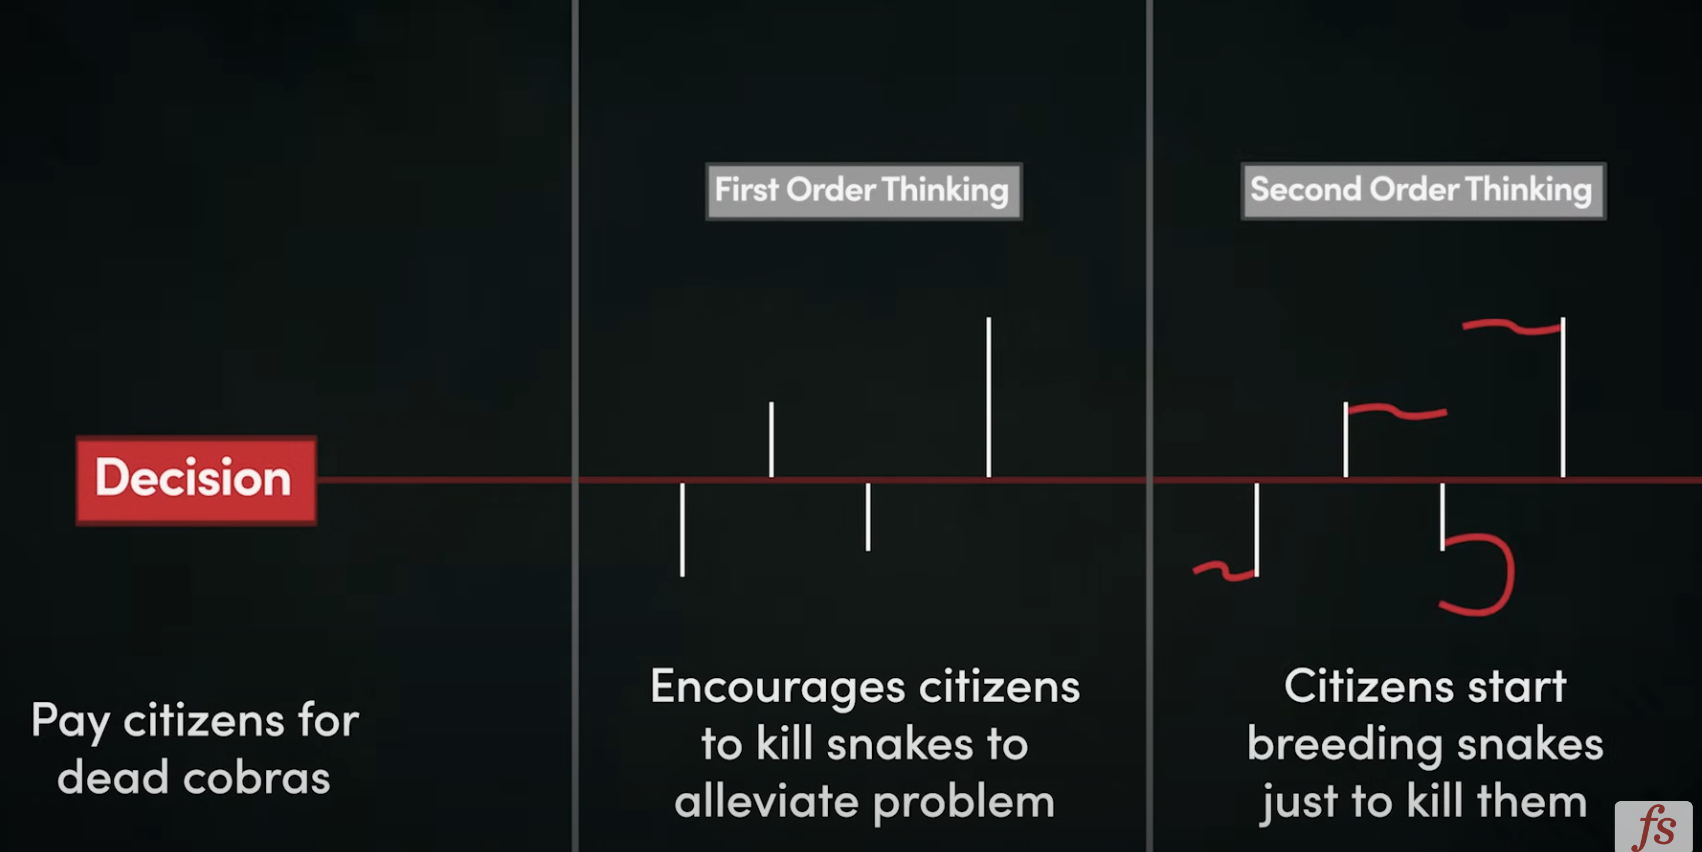 First Order Thinking
Second Order Thinking
Decision
Pay citizens for
dead cobras
Encourages citizens
to kill snakes to
alleviate problem
Citizens start
breeding snakes
just to kill them
fs